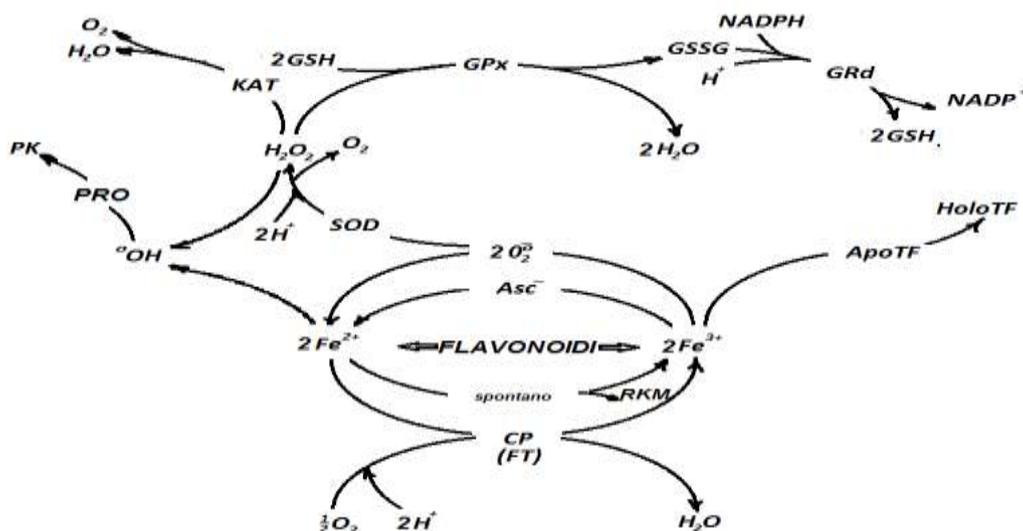 NADPH
O₂
H₂O
2GSH
GPx
GSSG
H⁺
GRd
KAT
NADP⁺
2GSH
PK
H₂O₂
O₂
2H₂O
PRO
2H⁺
SOD
HoloTF
ºOH
2O₂⁻
ApoTF
Asc⁻
2Fe²⁺
FLAVONOIDI
2Fe³⁺
spontano
RKM
CP
(FT)
½O₂
2H⁺
H₂O